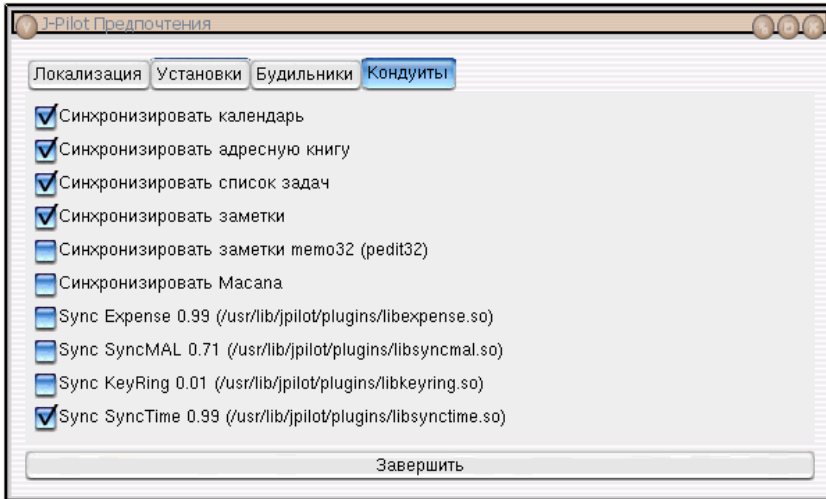 J-Pilot Предпочтения
Локализация Установки Будильники Кондуиты
Синхронизировать календарь
Синхронизировать адресную книгу
Синхронизировать список задач
Синхронизировать заметки
Синхронизировать заметки memo32 (pedit32)
Синхронизировать Macana
Sync Expense 0.99 (/usr/lib/jpilot/plugins/libexpense.so)
Sync SyncMAL 0.71 (/usr/lib/jpilot/plugins/libsyncmal.so)
Sync KeyRing 0.01 (/usr/lib/jpilot/plugins/libkeyring.so)
Sync SyncTime 0.99 (/usr/lib/jpilot/plugins/libsynctime.so)
Завершить